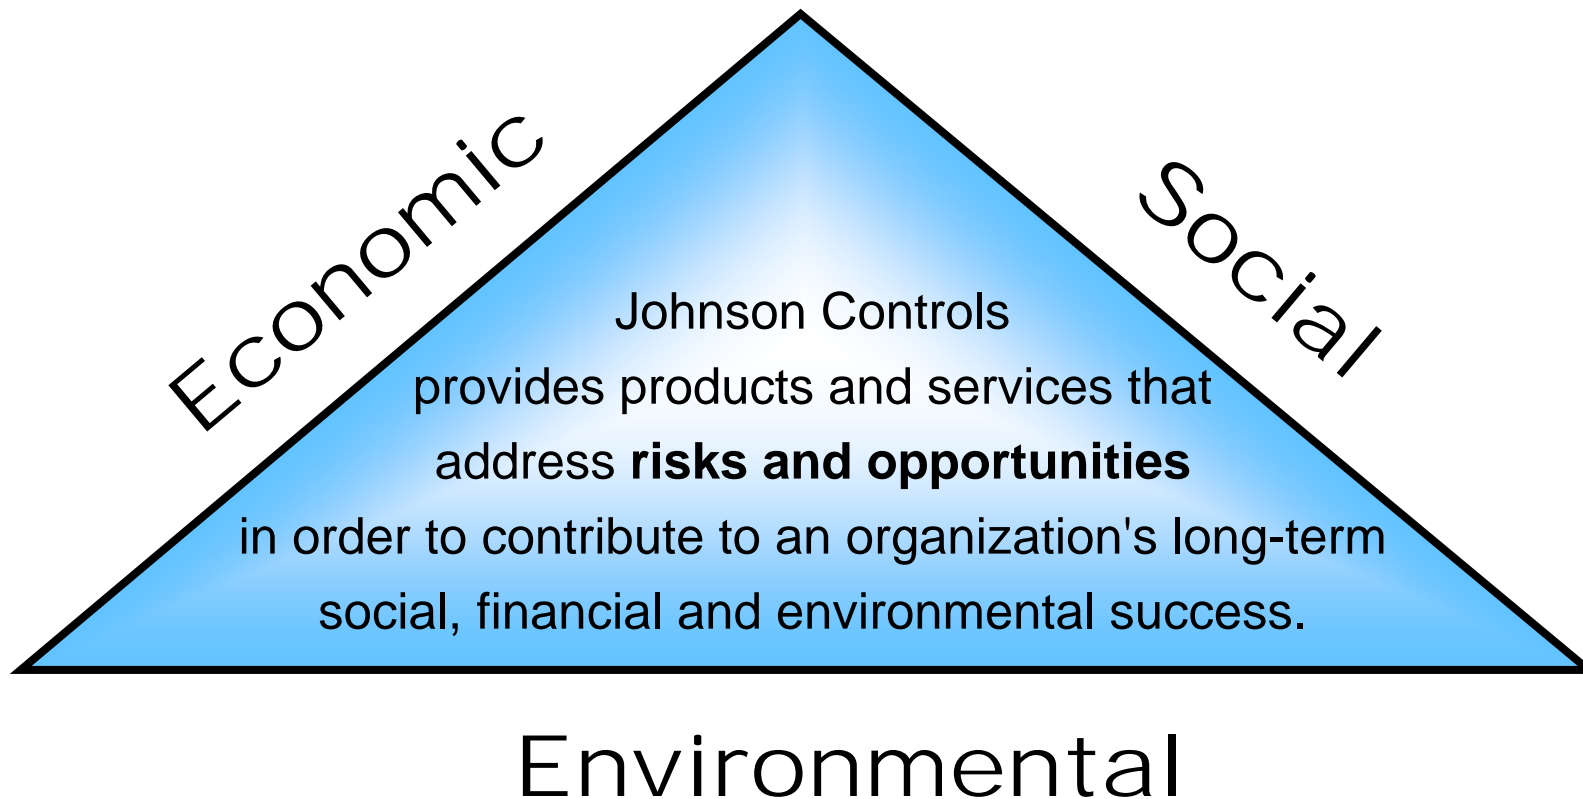 Economic
Social
Johnson Controls
provides products and services that
address risks and opportunities
in order to contribute to an organization's long-term
social, financial and environmental success.
Environmental